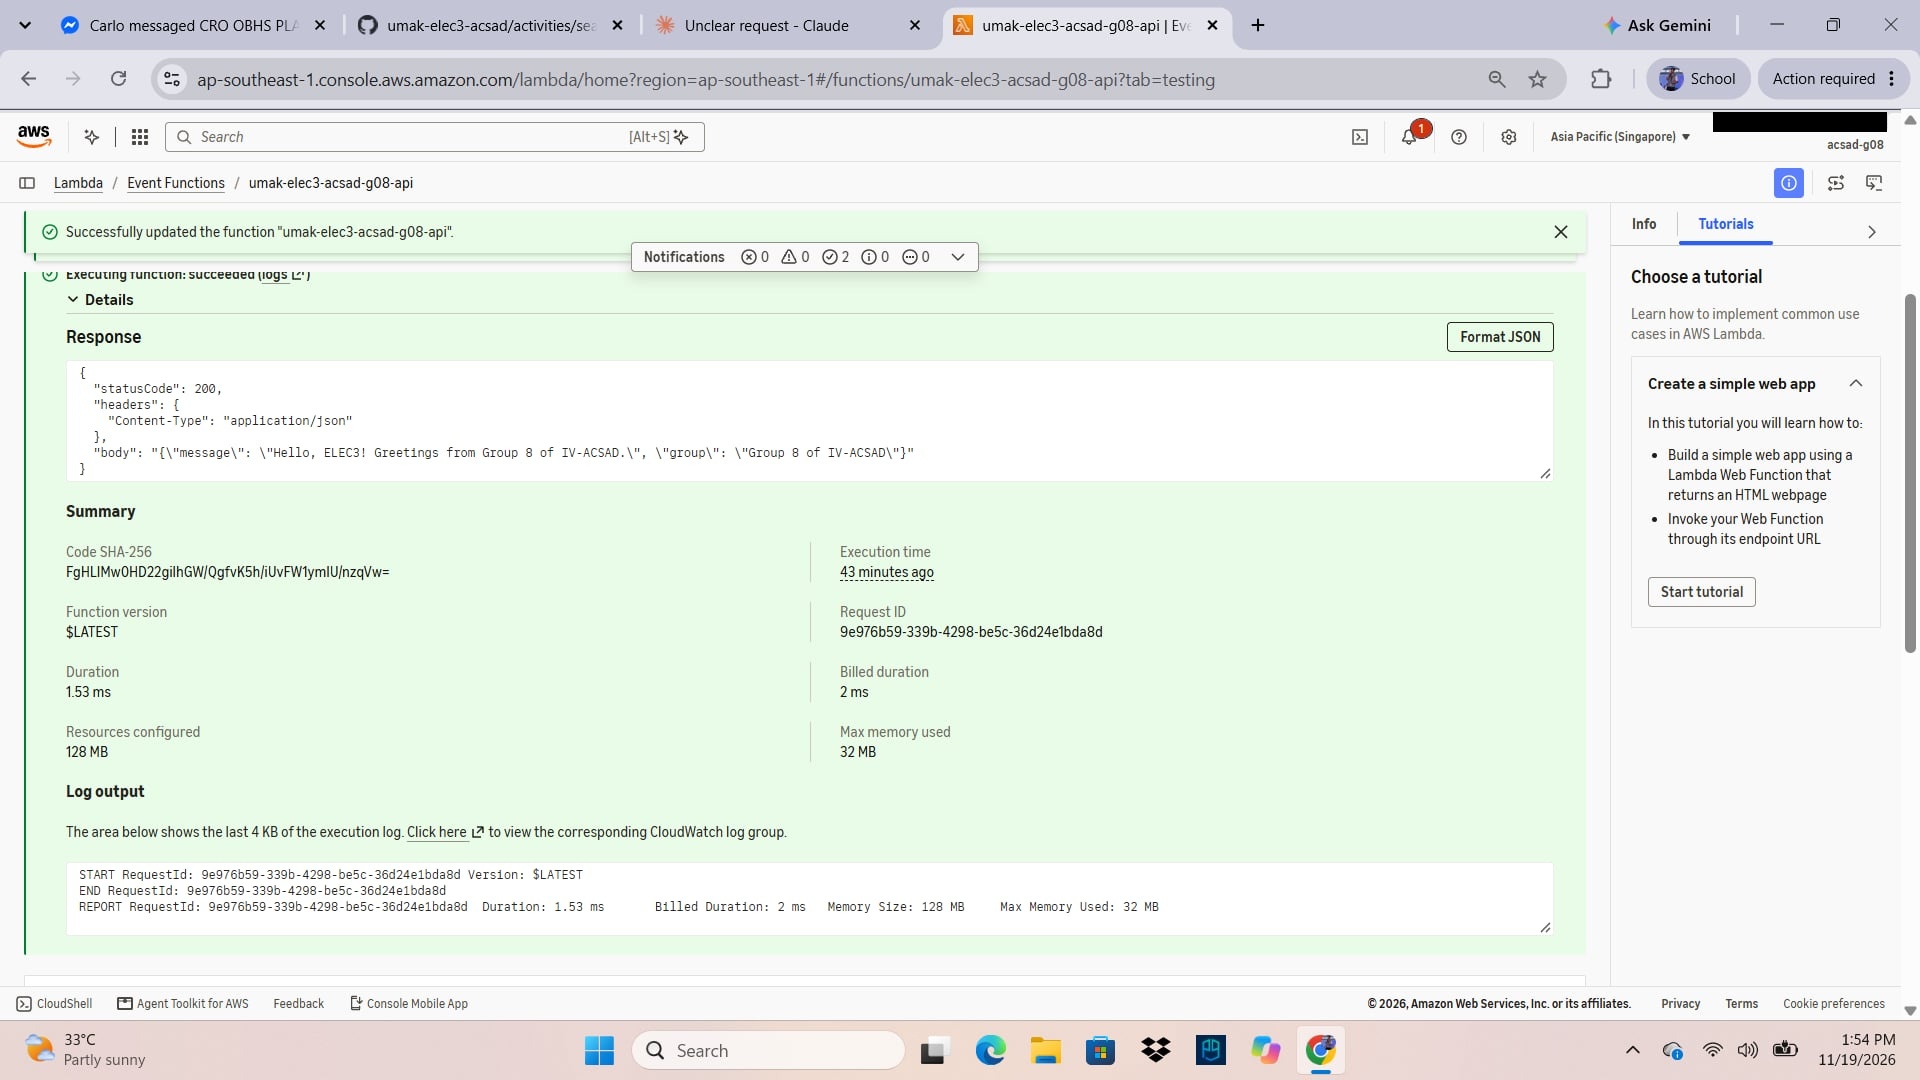 Carlo messaged CRO OBHS PLA
umak-elec3-acsad/activities/sea
Unclear request - Claude
umak-elec3-acsad-g08-api | Eve
Ask Gemini
ap-southeast-1.console.aws.amazon.com/lambda/home?region=ap-southeast-1#/functions/umak-elec3-acsad-g08-api?tab=testing
School
Action required
aws
Search
[Alt+S]
1
Asia Pacific (Singapore)
acsad-g08
Lambda / Event Functions / umak-elec3-acsad-g08-api
Successfully updated the function "umak-elec3-acsad-g08-api".
Notifications 0 0 2 0 0
Executing function: succeeded (logs)
Details
Response
Format JSON
{
"statusCode": 200,
"headers": {
"Content-Type": "application/json"
},
"body": "{\"message\": \"Hello, ELEC3! Greetings from Group 8 of IV-ACSAD.\", \"group\": \"Group 8 of IV-ACSAD\"}"
}
Summary
Code SHA-256
FgHLIMw0HD22giIhGW/QgfvK5h/iUvFW1ymIU/nzqVw=
Execution time
43 minutes ago
Function version
$LATEST
Request ID
9e976b59-339b-4298-be5c-36d24e1bda8d
Duration
1.53 ms
Billed duration
2 ms
Resources configured
128 MB
Max memory used
32 MB
Log output
The area below shows the last 4 KB of the execution log. Click here to view the corresponding CloudWatch log group.
START RequestId: 9e976b59-339b-4298-be5c-36d24e1bda8d Version: $LATEST
END RequestId: 9e976b59-339b-4298-be5c-36d24e1bda8d
REPORT RequestId: 9e976b59-339b-4298-be5c-36d24e1bda8d Duration: 1.53 ms Billed Duration: 2 ms Memory Size: 128 MB Max Memory Used: 32 MB
Info
Tutorials
Choose a tutorial
Learn how to implement common use
cases in AWS Lambda.
Create a simple web app
In this tutorial you will learn how to:
• Build a simple web app using a
Lambda Web Function that
returns an HTML webpage
• Invoke your Web Function
through its endpoint URL
Start tutorial
CloudShell
Agent Toolkit for AWS
Feedback
Console Mobile App
© 2026, Amazon Web Services, Inc. or its affiliates.
Privacy
Terms
Cookie preferences
33°C
Partly sunny
Search
1:54 PM
11/19/2026